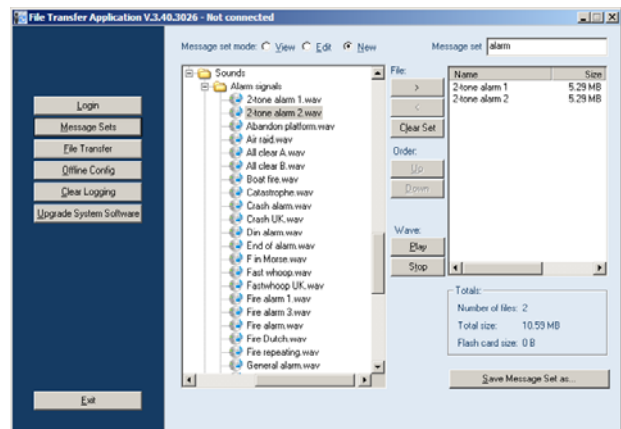 File Transfer Application V.3.40.3026 - Not connected
Message set mode: View Edit New
Message set alarm
Login
Message Sets
File Transfer
Offline Config
Clear Logging
Upgrade System Software
Exit
Sounds
Alarm signals
2-tone alarm 1.wav
2-tone alarm 2.wav
Abandon platform.wav
Air raid.wav
All clear A.wav
All clear B.wav
Boat fire.wav
Catastrophe.wav
Crash alarm.wav
Crash UK.wav
Din alarm.wav
End of alarm.wav
F in Morse.wav
Fast whoop.wav
Fastwhoop UK.wav
Fire alarm 1.wav
Fire alarm 3.wav
Fire alarm.wav
Fire Dutch.wav
Fire repeating.wav
General alarm.wav
File:
>
<
Clear Set
Order:
Up
Down
Wave:
Play
Stop
Name Size
2-tone alarm 1 5.29 MB
2-tone alarm 2 5.29 MB
Totals:
Number of files: 2
Total size: 10.59 MB
Flash card size: 0 B
Save Message Set as...